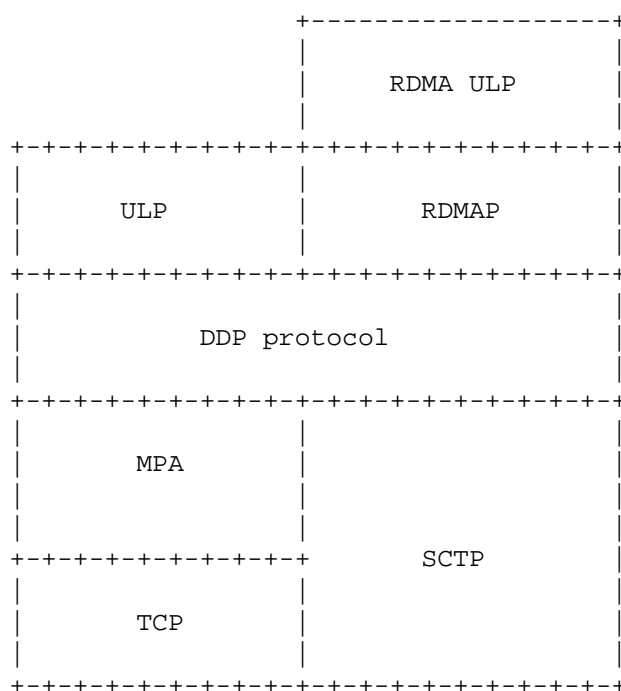 RDMA ULP
ULP RDMAP
DDP protocol
MPA
SCTP
TCP